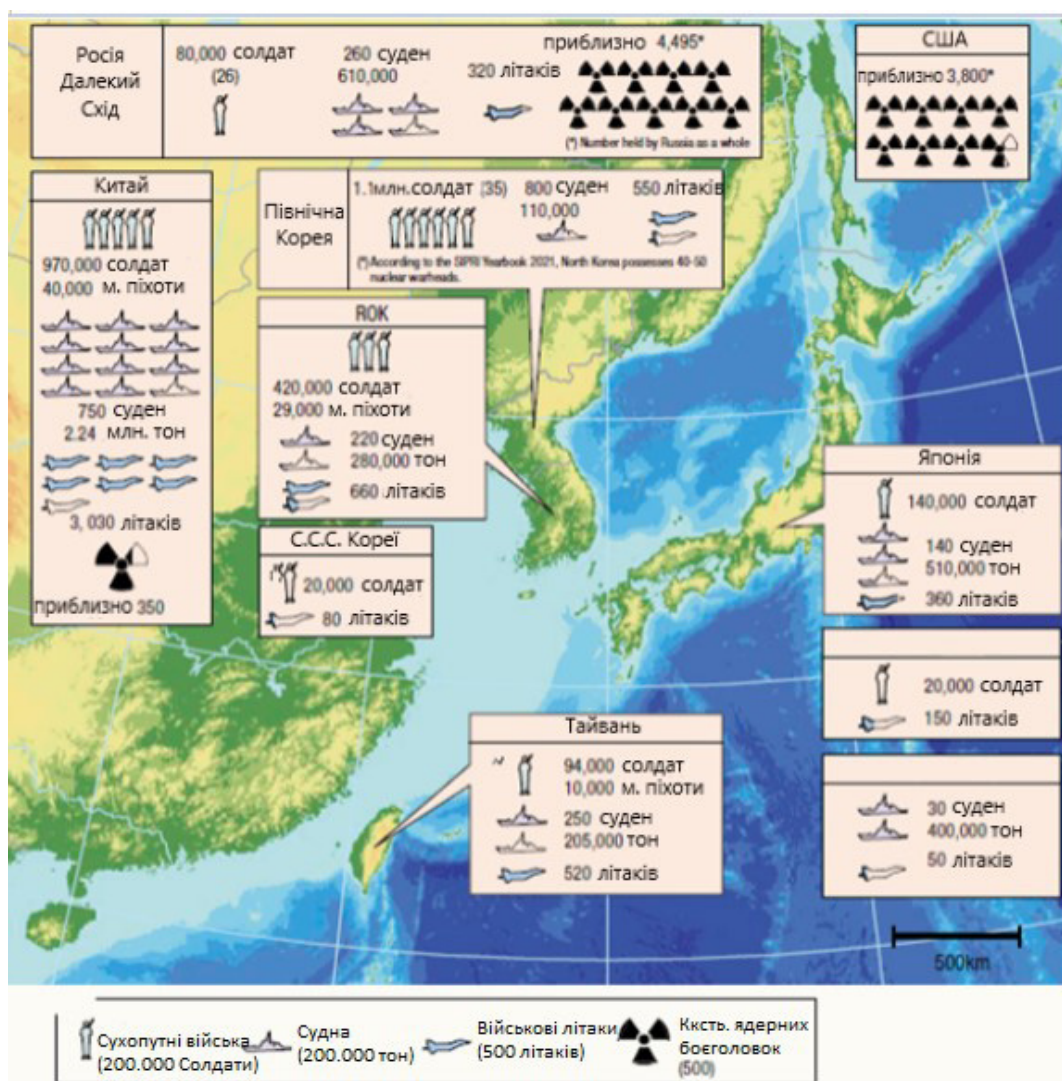 Росія
Далекий
Схід
80,000 солдат
(26)
260 суден
610,000
320 літаків
приблизно 4,495*
(*) Number held by Russia as a whole
США
приблизно 3,800*
Китай
970,000 солдат
40,000 м. піхоти
750 суден
2.24 млн. тон
3, 030 літаків
приблизно 350
Північна
Корея
1.1млн.солдат (35)
800 суден
110,000
550 літаків
(*) According to the SIPRI Yearbook 2021, North Korea possesses 40-50
nuclear warheads.
ROK
420,000 солдат
29,000 м. піхоти
220 суден
280,000 тон
660 літаків
С.С.С. Кореї
20,000 солдат
80 літаків
Японія
140,000 солдат
140 суден
510,000 тон
360 літаків
20,000 солдат
150 літаків
Тайвань
94,000 солдат
10,000 м. піхоти
250 суден
205,000 тон
520 літаків
30 суден
400,000 тон
50 літаків
500km
Сухопутні війська
(200.000 Солдати)
Судна
(200.000 тон)
Військові літаки
(500 літаків)
Кксть. ядерних
боєголовок
(500)